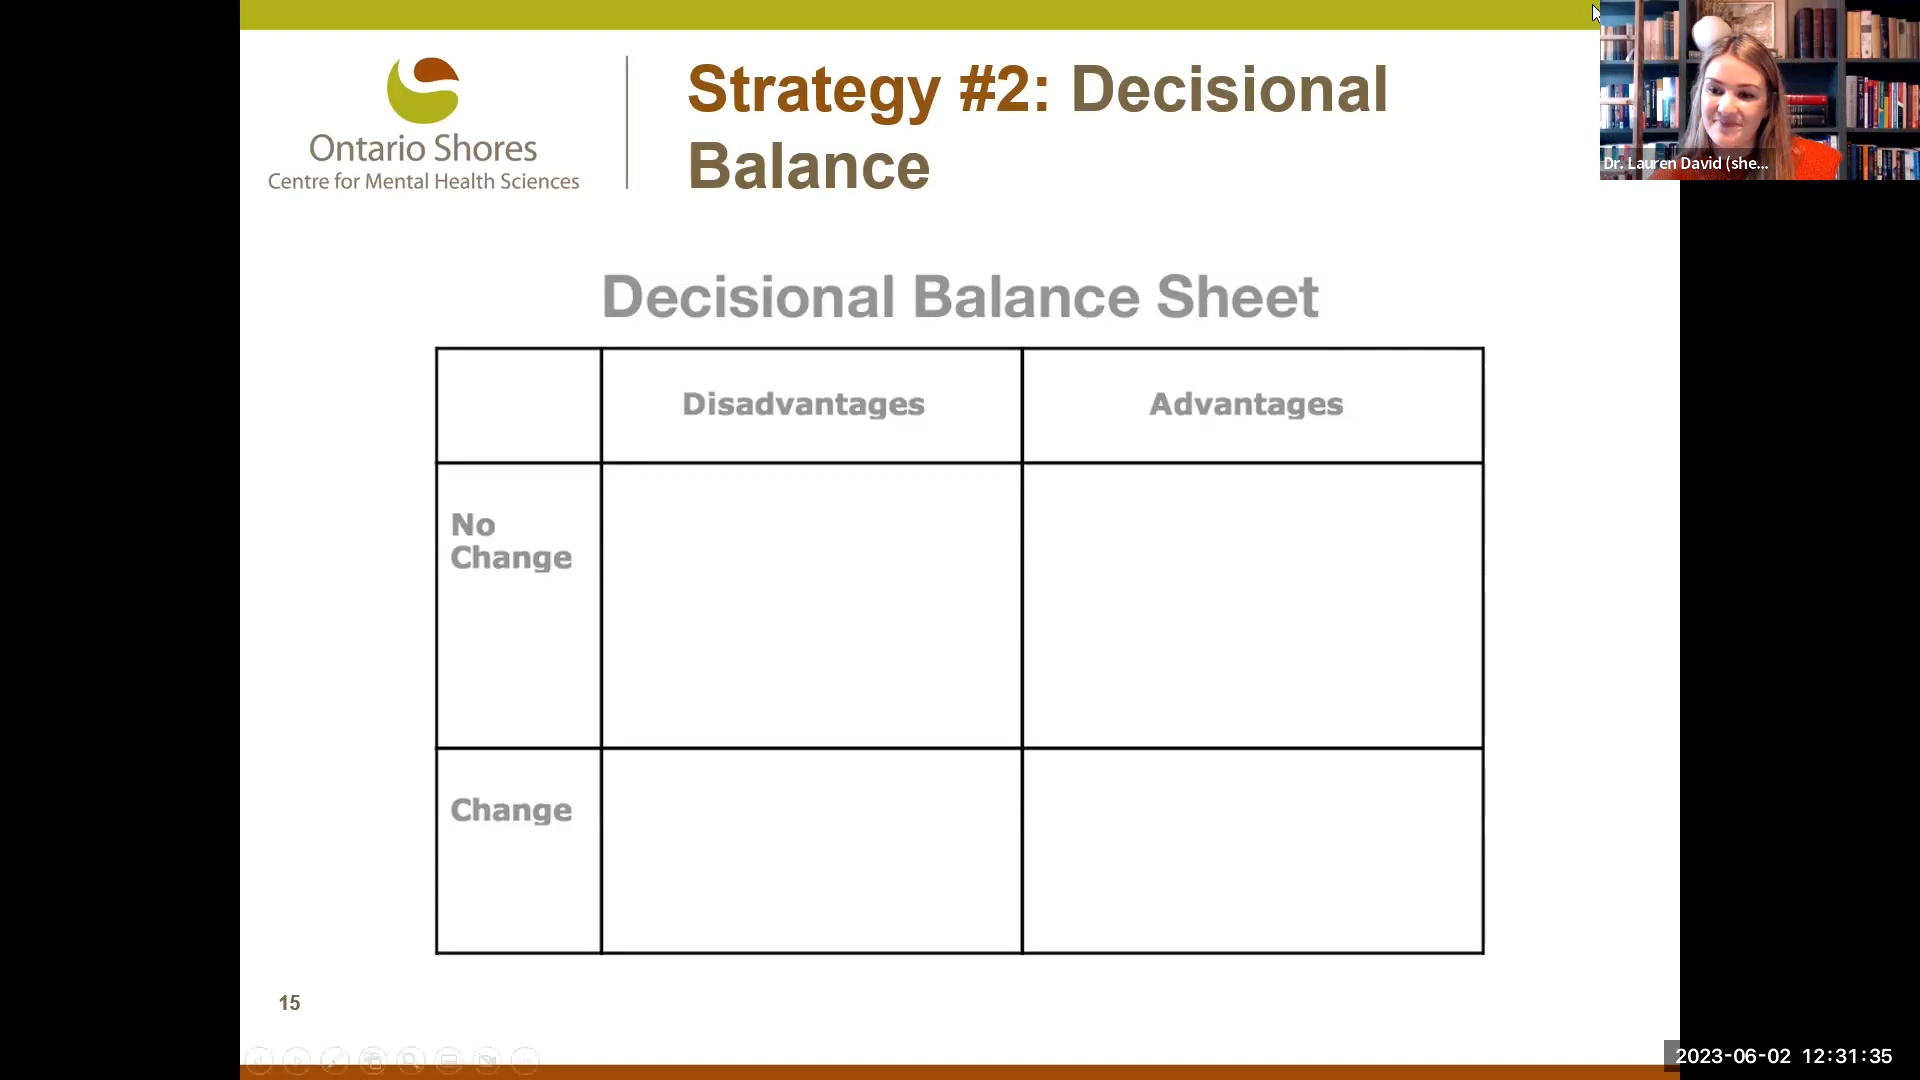 Ontario Shores
Centre for Mental Health Sciences
Strategy #2: Decisional
Balance
Dr. Lauren David (she...
Decisional Balance Sheet
Disadvantages
Advantages
No
Change
Change
15
2023-06-02 12:31:35